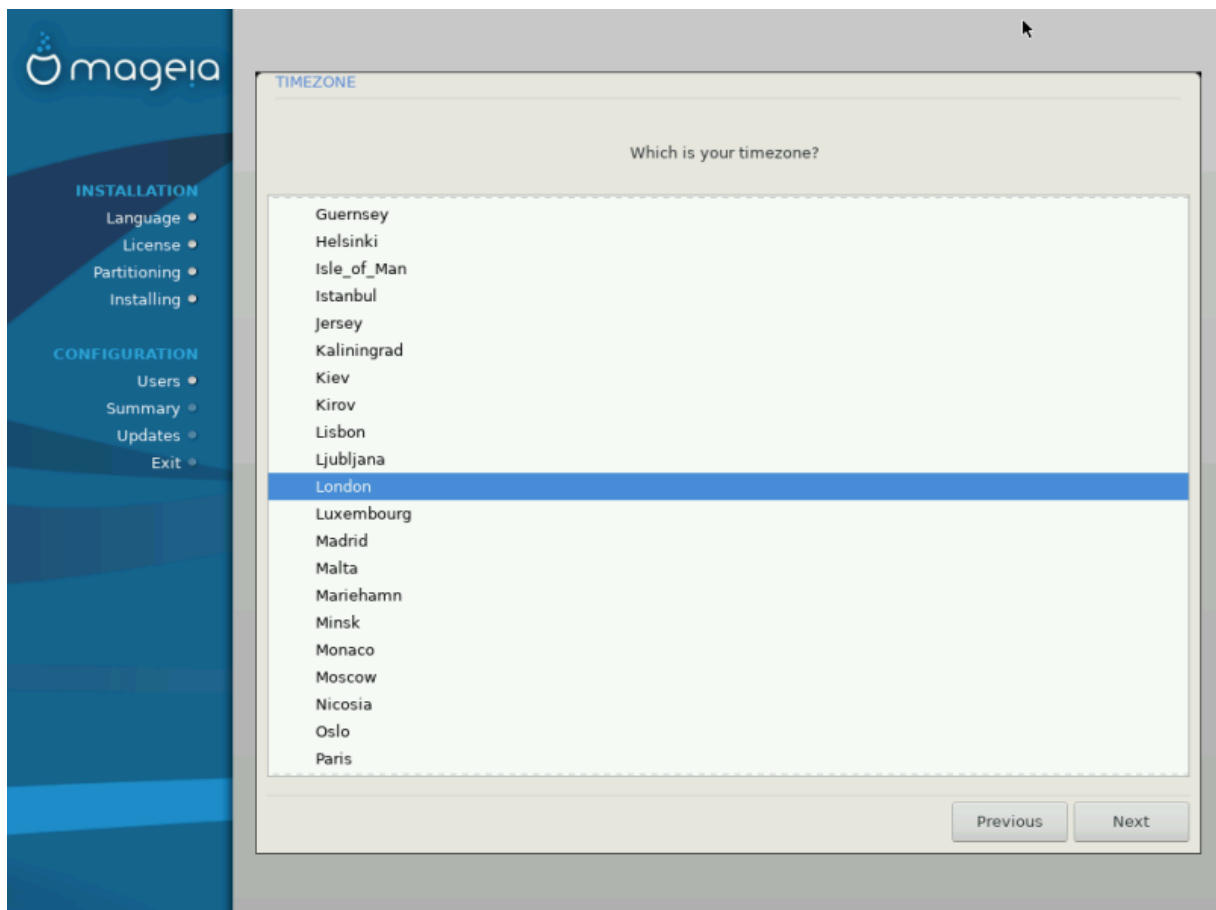 mageia
INSTALLATION
Language
License
Partitioning
Installing
CONFIGURATION
Users
Summary
Updates
Exit
TIMEZONE
Which is your timezone?
Guernsey
Helsinki
Isle_of_Man
Istanbul
Jersey
Kaliningrad
Kiev
Kirov
Lisbon
Ljubljana
London
Luxembourg
Madrid
Malta
Mariehamn
Minsk
Monaco
Moscow
Nicosia
Oslo
Paris
Previous
Next